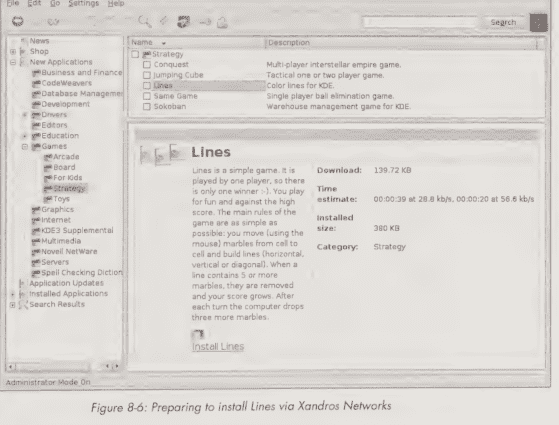 File Edit Go Settings Help
Search
News
Shop
New Applications
Business and Finance
CodeWeavers
Database Managemen
Development
Drivers
Editors
Education
Games
Arcade
Board
For Kids
Strategy
Toys
Graphics
Internet
KDE3 Supplemental
Multimedia
Novell NetWare
Servers
Spell Checking Diction
Application Updates
Installed Applications
Search Results
Name Description
Strategy
Conquest Multi-player interstellar empire game.
Jumping Cube Tactical one or two player game.
Lines Color lines for KDE.
Same Game Single player ball elimination game.
Sokoban Warehouse management game for KDE.
Lines
Lines is a simple game. It is
played by one player, so there
is only one winner :-). You play
for fun and against the high
score. The main rules of the
game are as simple as
possible: you move (using the
mouse) marbles from cell to
cell and build lines (horizontal,
vertical or diagonal). When a
line contains 5 or more
marbles, they are removed
and your score grows. After
each turn the computer drops
three more marbles.
Install Lines
Download: 139.72 KB
Time
estimate: 00:00:39 at 28.8 kb/s, 00:00:20 at 56.6 kb/s
Installed
size: 380 KB
Category: Strategy
Administrator Mode On
Figure 8-6: Preparing to install Lines via Xandros Networks